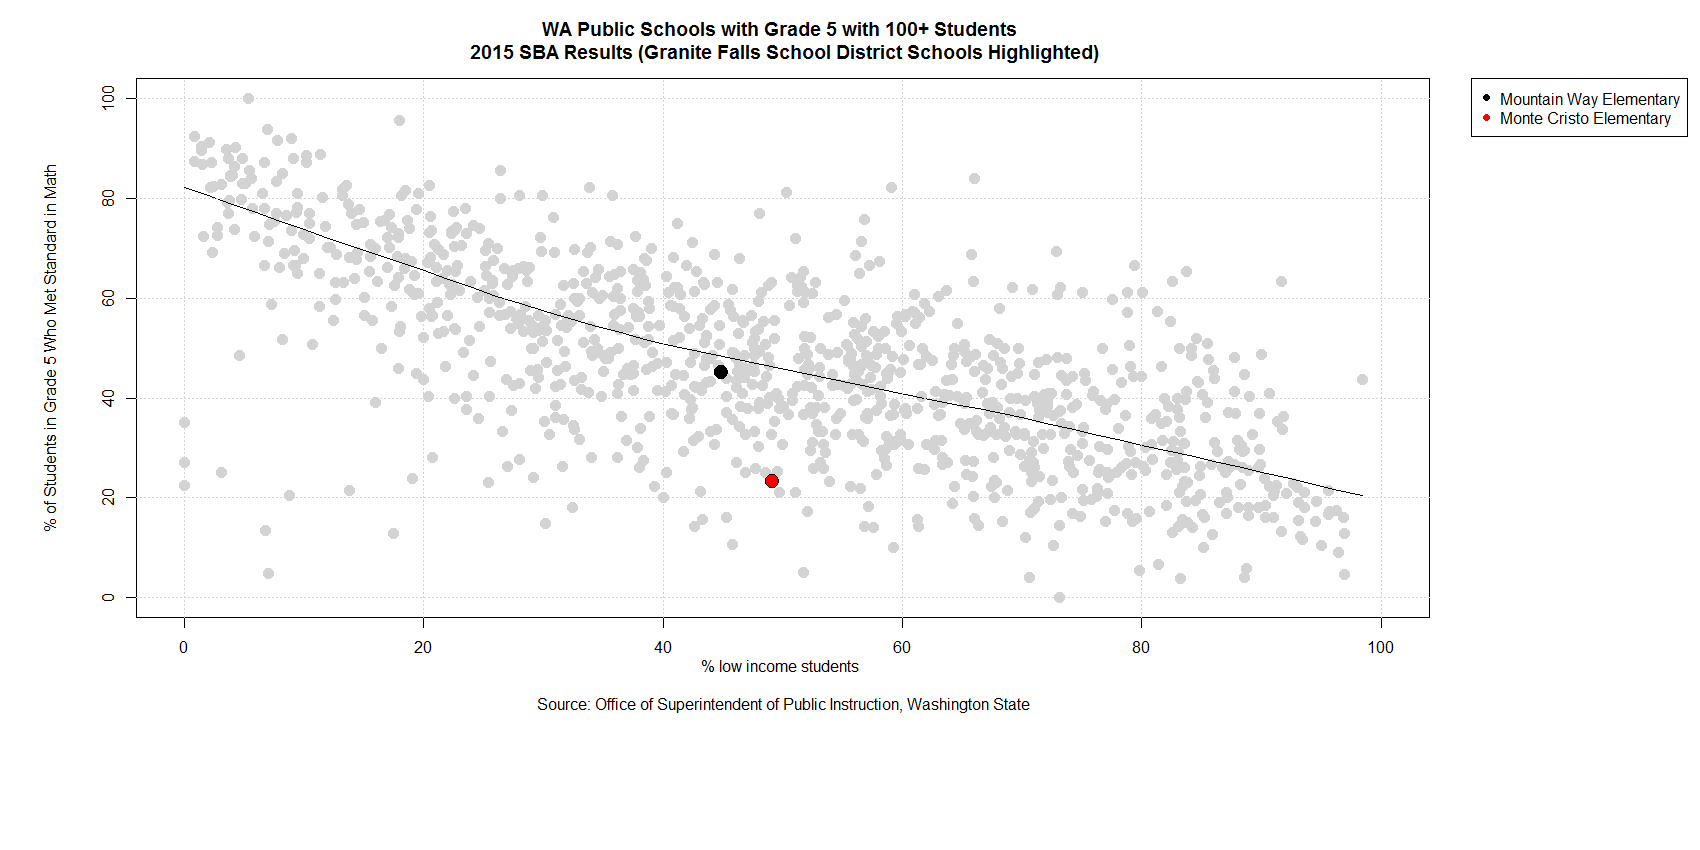 WA Public Schools with Grade 5 with 100+ Students
2015 SBA Results (Granite Falls School District Schools Highlighted)
Mountain Way Elementary
Monte Cristo Elementary
% of Students in Grade 5 Who Met Standard in Math
100
80
60
40
20
0
0 20 40 60 80 100
% low income students
Source: Office of Superintendent of Public Instruction, Washington State